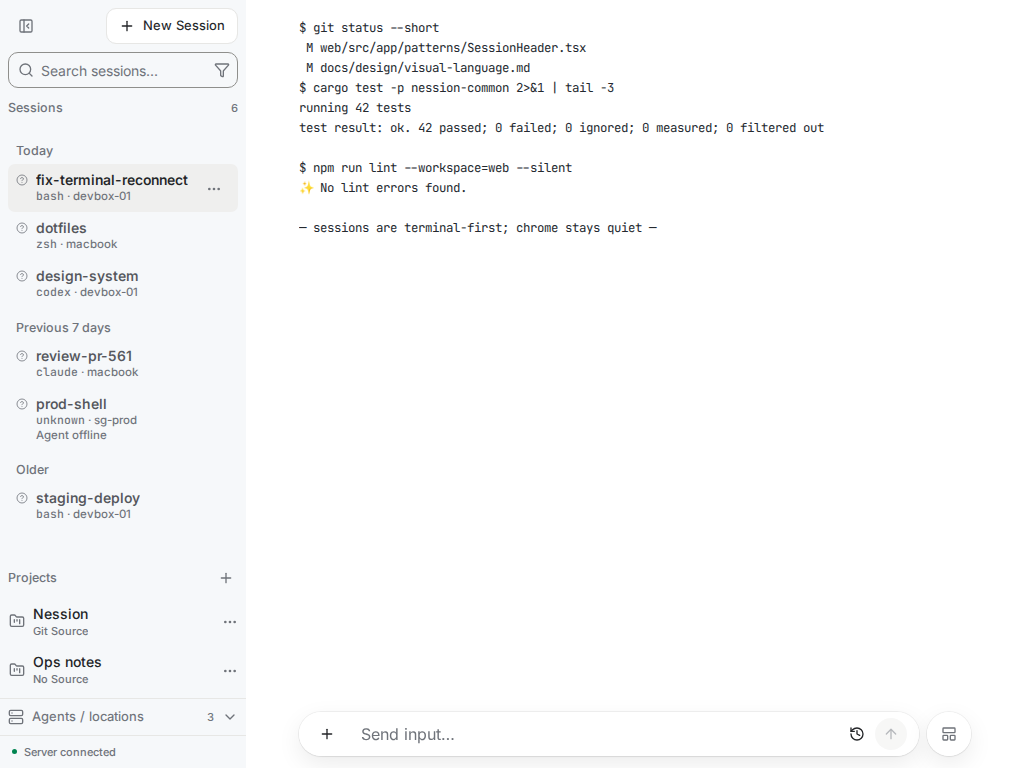 New Session
Search sessions...
Sessions 6
Today
fix-terminal-reconnect
bash · devbox-01
dotfiles
zsh · macbook
design-system
codex · devbox-01
Previous 7 days
review-pr-561
claude · macbook
prod-shell
unknown · sg-prod
Agent offline
Older
staging-deploy
bash · devbox-01
Projects
Nession
Git Source
Ops notes
No Source
Agents / locations 3
Server connected
$ git status --short
M web/src/app/patterns/SessionHeader.tsx
M docs/design/visual-language.md
$ cargo test -p nession-common 2>&1 | tail -3
running 42 tests
test result: ok. 42 passed; 0 failed; 0 ignored; 0 measured; 0 filtered out
$ npm run lint --workspace=web --silent
✨ No lint errors found.
— sessions are terminal-first; chrome stays quiet —
Send input...